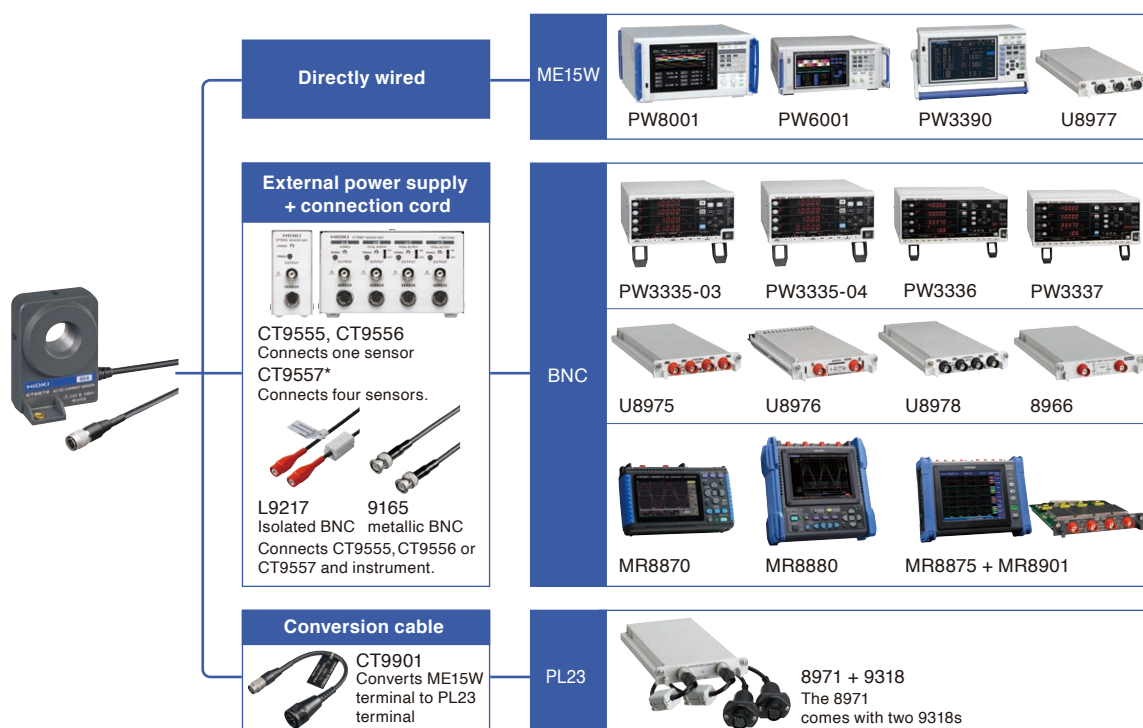 Directly wired
ME15W
PW8001
PW6001
PW3390
U8977
External power supply
+ connection cord
HIOKI
HIOKI
CT9555, CT9556
Connects one sensor
CT9557*
Connects four sensors.
L9217
Isolated BNC
9165
metallic BNC
Connects CT9555, CT9556 or
CT9557 and instrument.
HIOKI
BNC
PW3335-03
PW3335-04
PW3336
PW3337
U8975
U8976
U8978
8966
MR8870
MR8880
MR8875 + MR8901
Conversion cable
CT9901
Converts ME15W
terminal to PL23
terminal
PL23
8971 + 9318
The 8971
comes with two 9318s